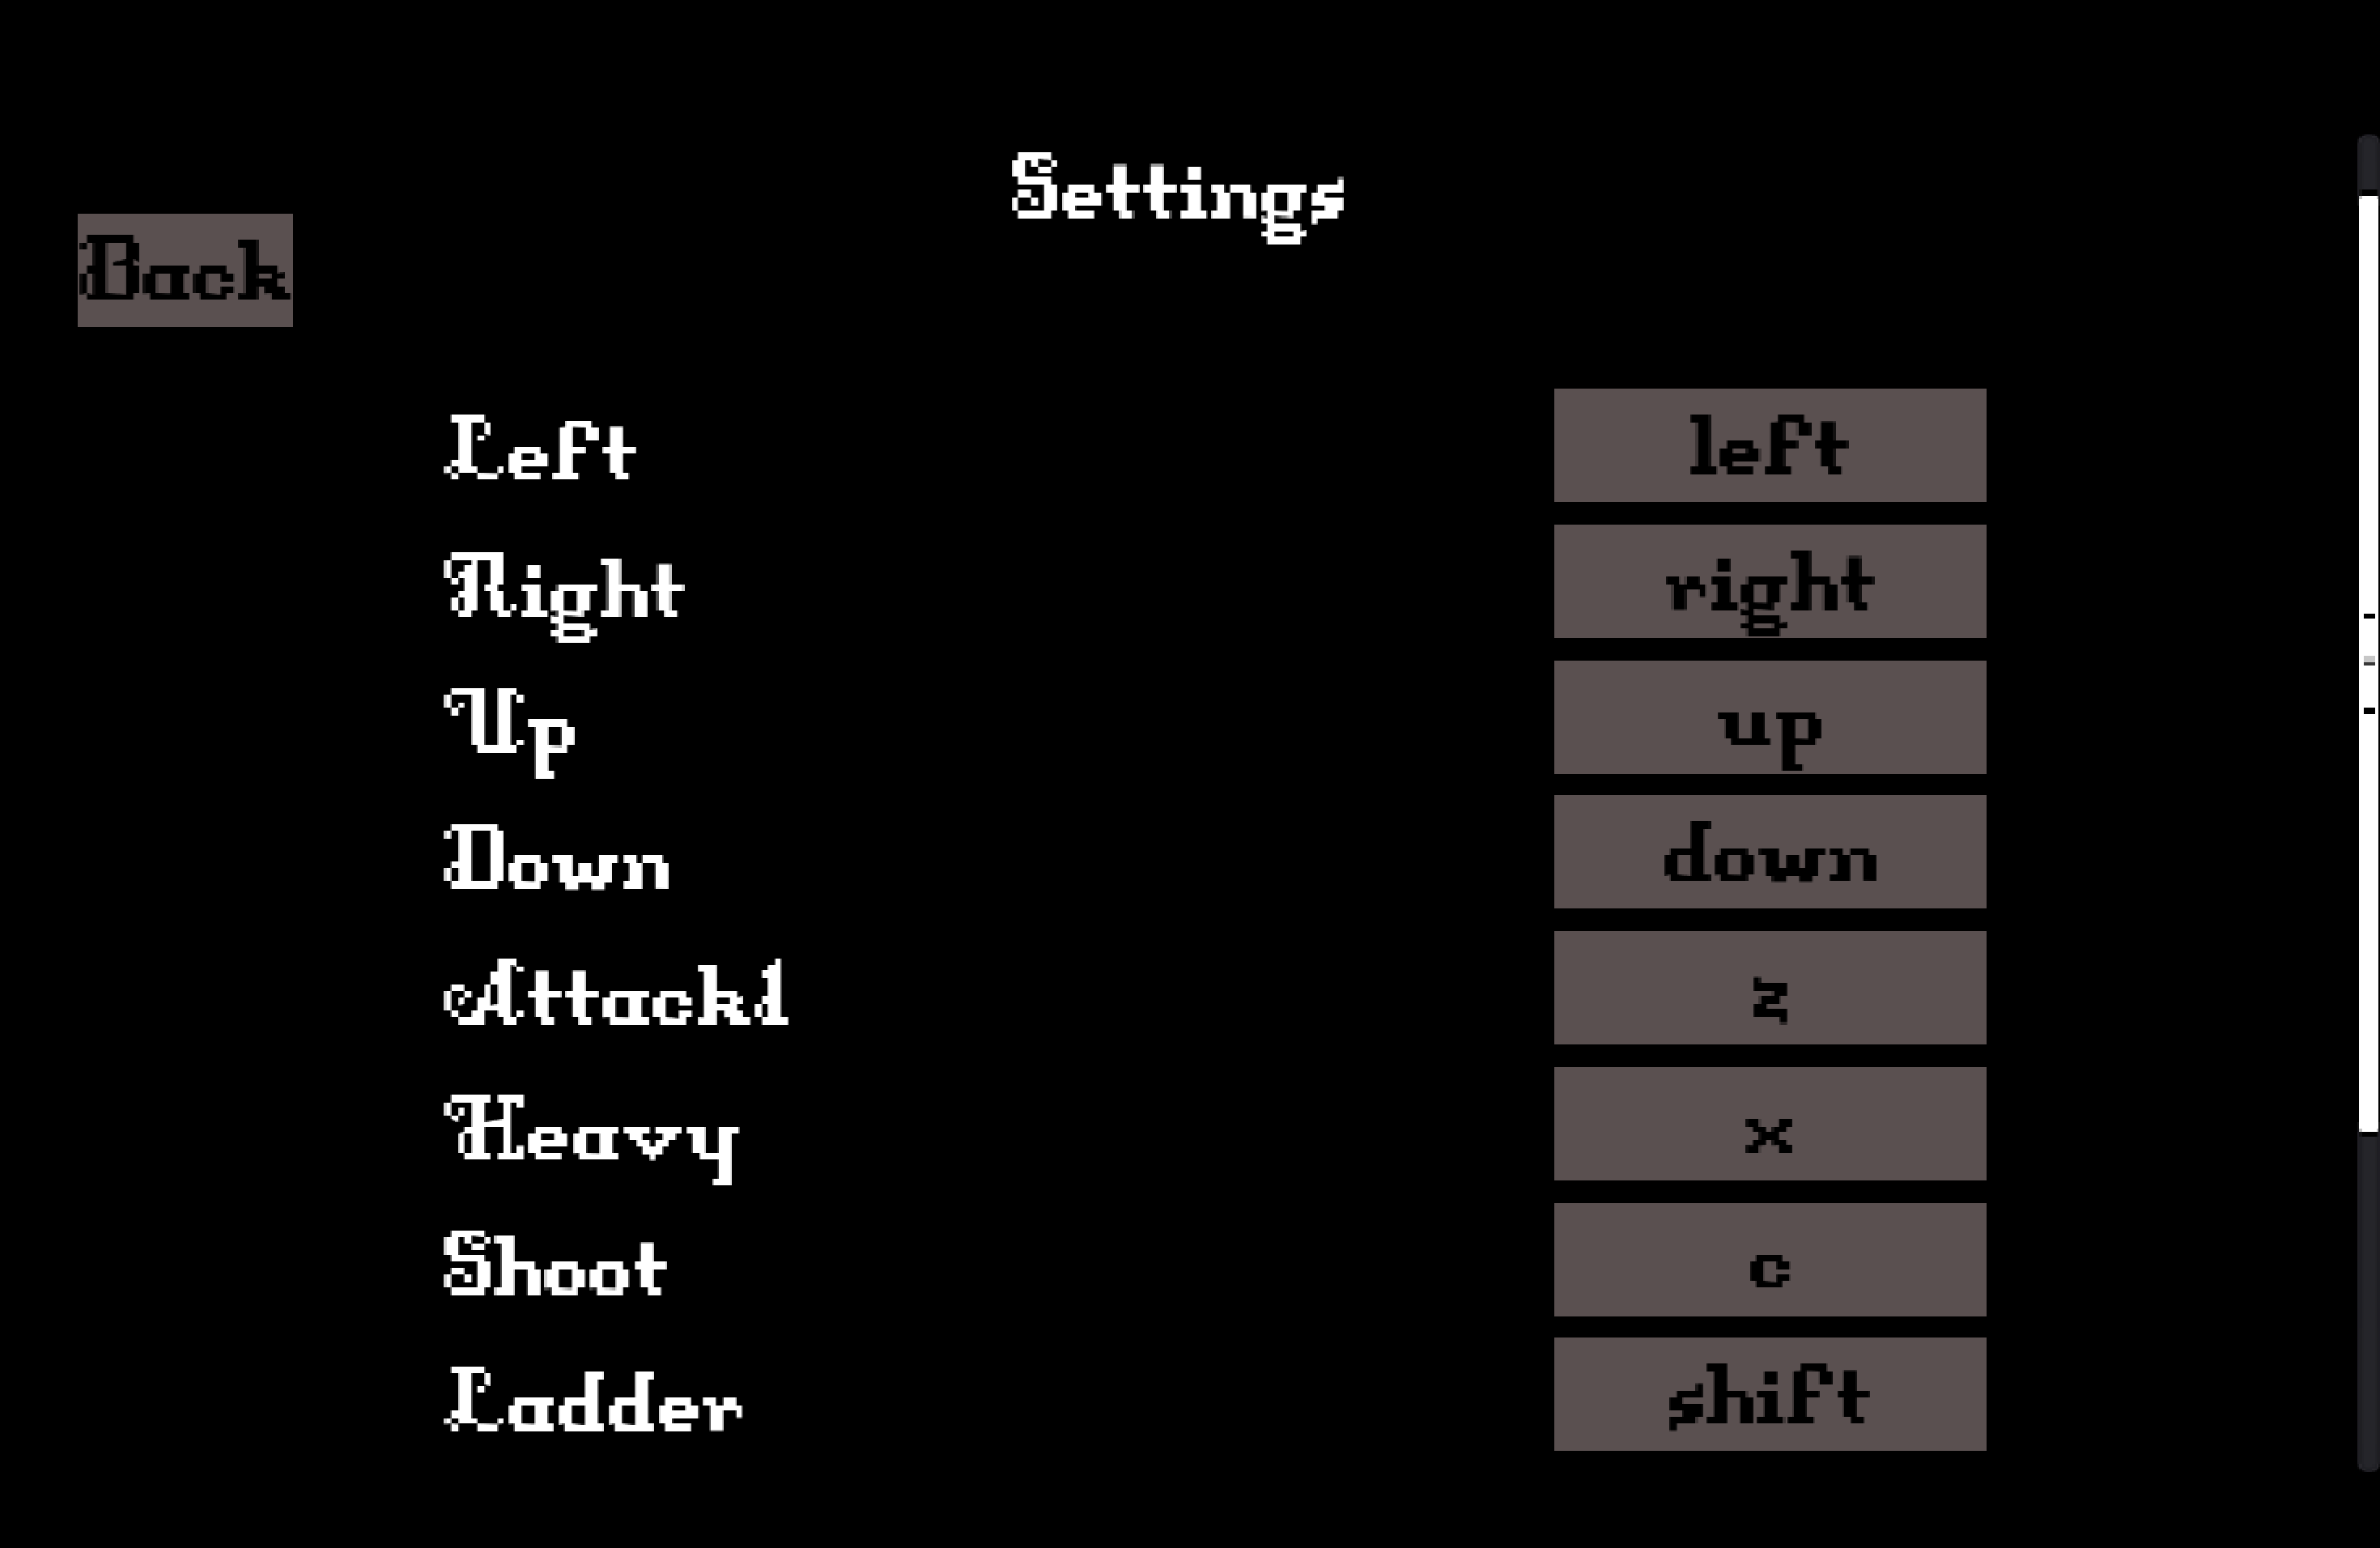 Settings
Back
Left left
Right right
Up up
Down down
Attack1 z
Heavy x
Shoot c
Ladder shift